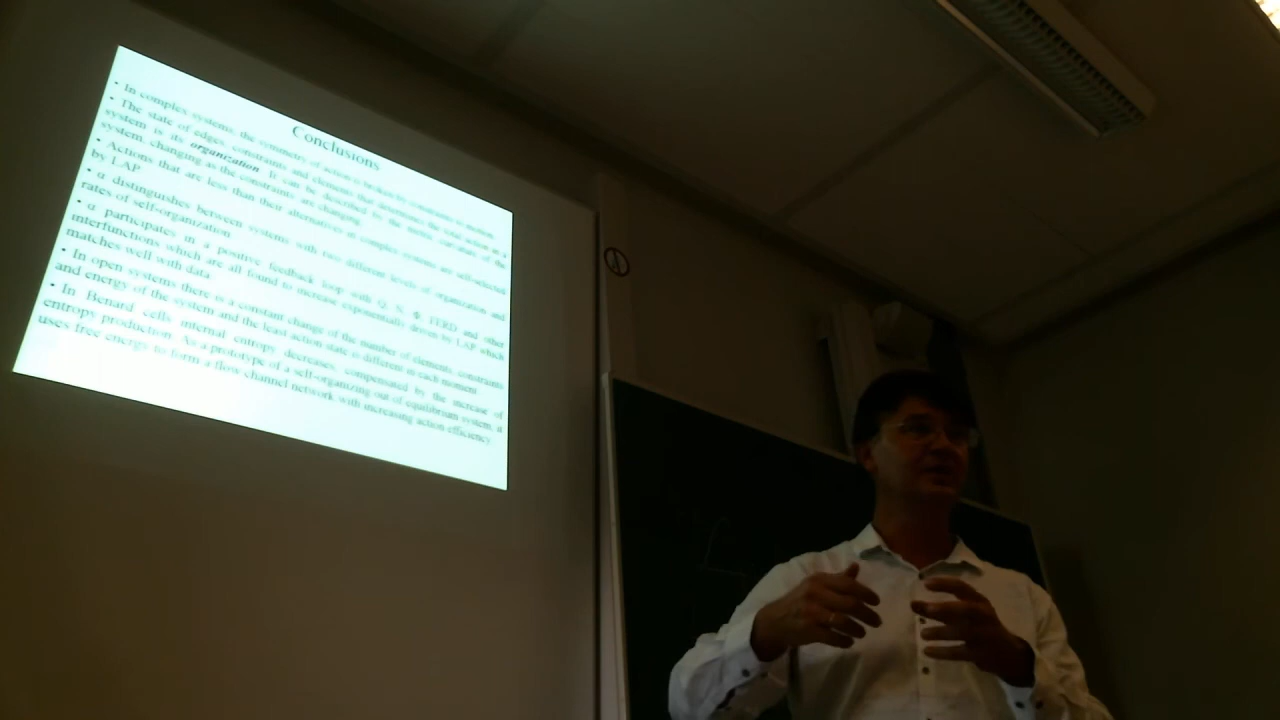 Conclusions
• In complex systems, the symmetry of action is broken by constraints to motion.
• The state of edges, constraints and elements that determines the total action in a
system is its organization. It can be described by the metric curvature of the
system, changing as the constraints are changing
• Actions that are less than their alternatives in complex systems are self-selected
by LAP
• α distinguishes between systems with two different levels of organization and
rates of self-organization
• α participates in a positive feedback loop with Q, N, Φ, FERD and other
interfunctions which are all found to increase exponentially driven by LAP which
matches well with data
• In open systems there is a constant change of the number of elements, constraints
and energy of the system and the least action state is different in each moment
• In Benard cells internal entropy decreases, compensated by the increase of
entropy production. As a prototype of a self-organizing out of equilibrium system, it
uses free energy to form a flow channel network with increasing action efficiency.